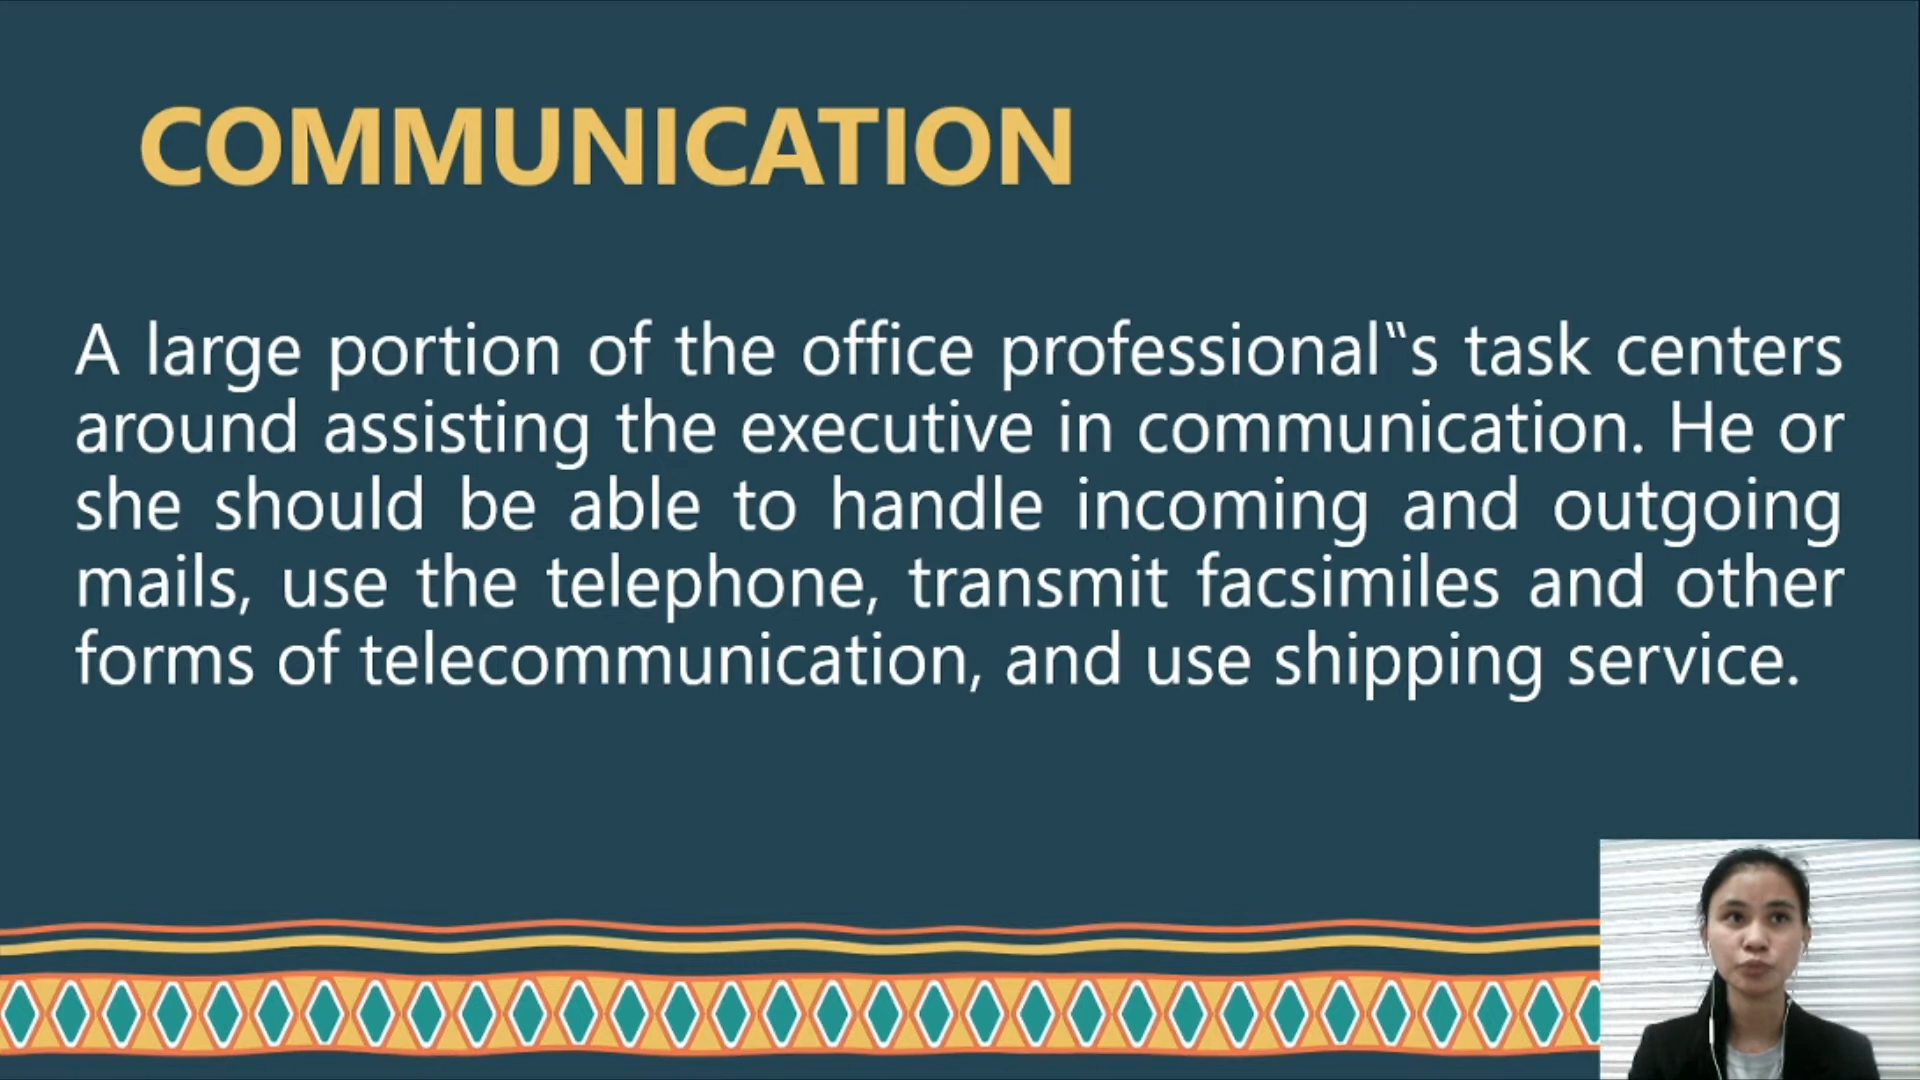 COMMUNICATION
A large portion of the office professional‟s task centers
around assisting the executive in communication. He or
she should be able to handle incoming and outgoing
mails, use the telephone, transmit facsimiles and other
forms of telecommunication, and use shipping service.